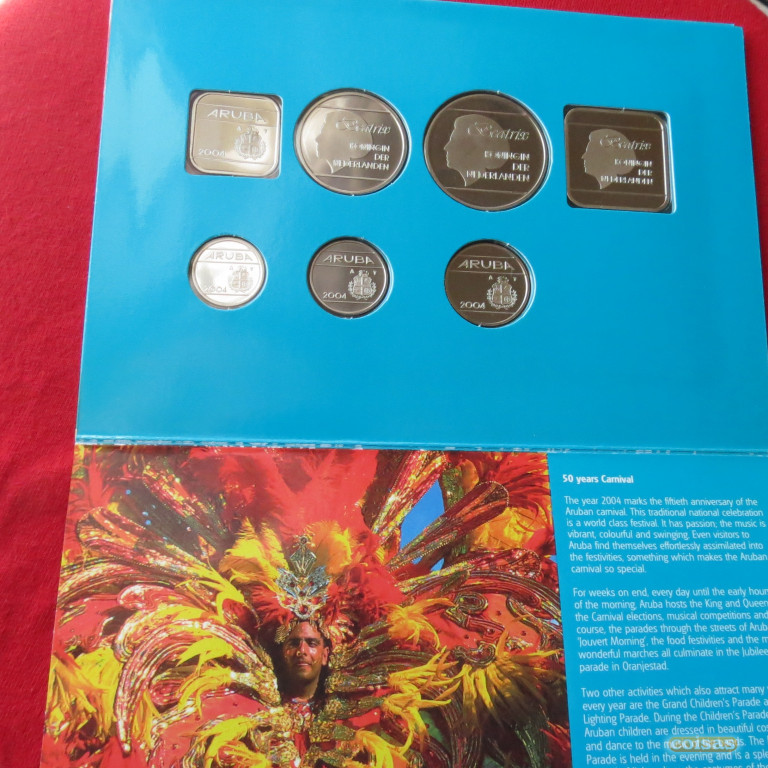 ARUBA
2004
Beatrix
KONINGIN
DER
NEDERLANDEN
Beatrix
KONINGIN
DER
NEDERLANDEN
Beatrix
KONINGIN
DER
NEDERLANDEN
ARUBA
2004
ARUBA
2004
ARUBA
2004
50 years Carnival
The year 2004 marks the fiftieth anniversary of the
Aruban carnival. This traditional national celebration
is a world class festival. It has passion, the music is
vibrant, colourful and swinging. Even visitors to
Aruba find themselves effortlessly assimilated into
the festivities, something which makes the Aruban
carnival so special.
For weeks on end, every day until the early hour
of the morning, Aruba hosts the King and Queen
the Carnival elections, musical competitions and
course, the parades through the streets of Arub
'Jouvert Morning', the food festivities and the m
wonderful marches all culminate in the Jubilee
parade in Oranjestad.
Two other activities which also attract many
every year are the Grand Children's Parade a
Lighting Parade. During the Children's Parade
Aruban children are dressed in beautiful cos
and dance to the
Parade is held in the evening and is a sple
coisas